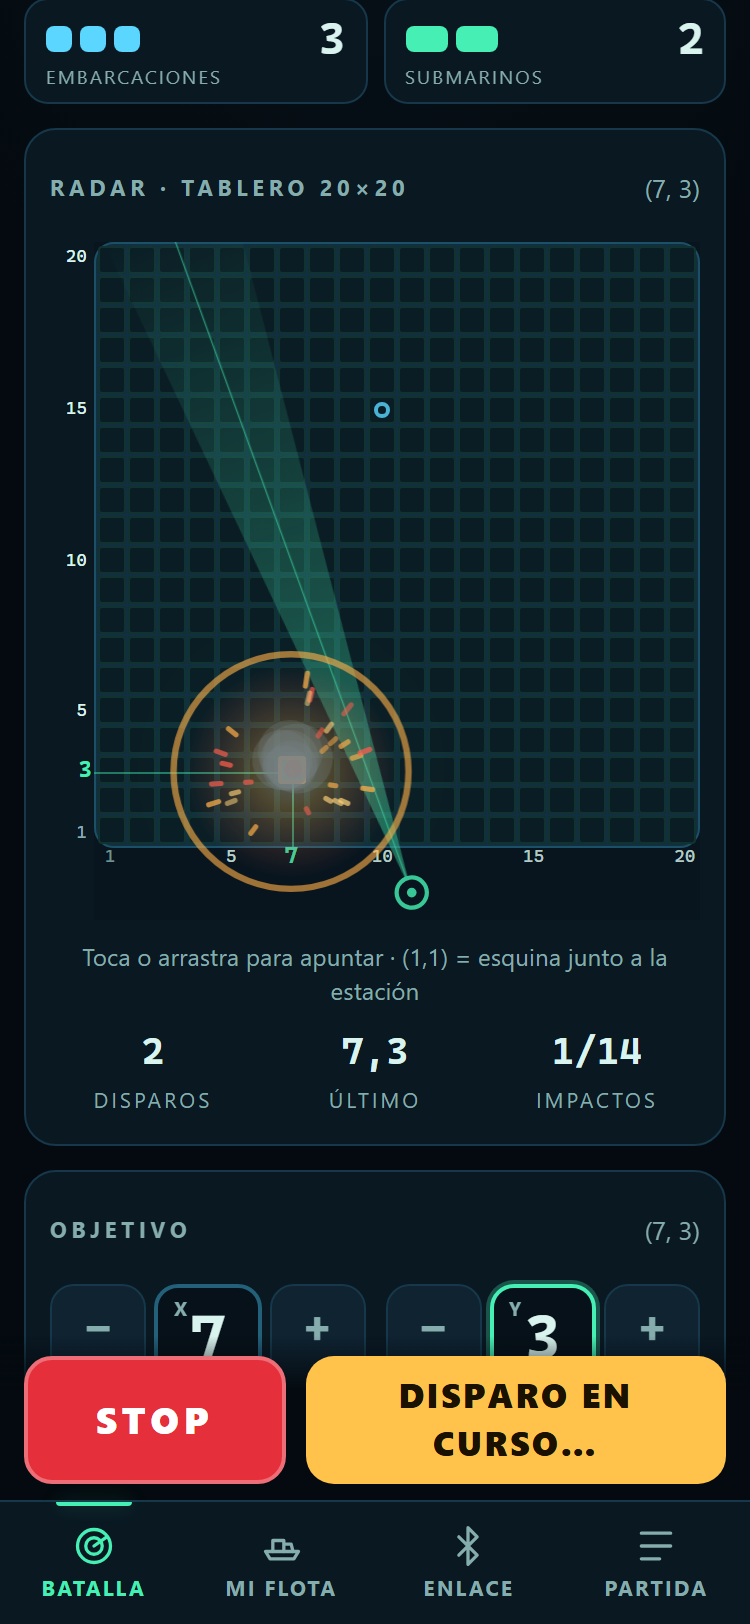 3
EMBARCACIONES
2
SUBMARINOS
RADAR · TABLERO 20×20
(7, 3)
20
15
10
5
3
1
1
5
7
10
15
20
Toca o arrastra para apuntar · (1,1) = esquina junto a la
estación
2
7,3
1/14
DISPAROS
ÚLTIMO
IMPACTOS
OBJETIVO
(7, 3)
−
X
7
+
−
Y
3
+
STOP
DISPARO EN
CURSO...
BATALLA
MI FLOTA
ENLACE
PARTIDA